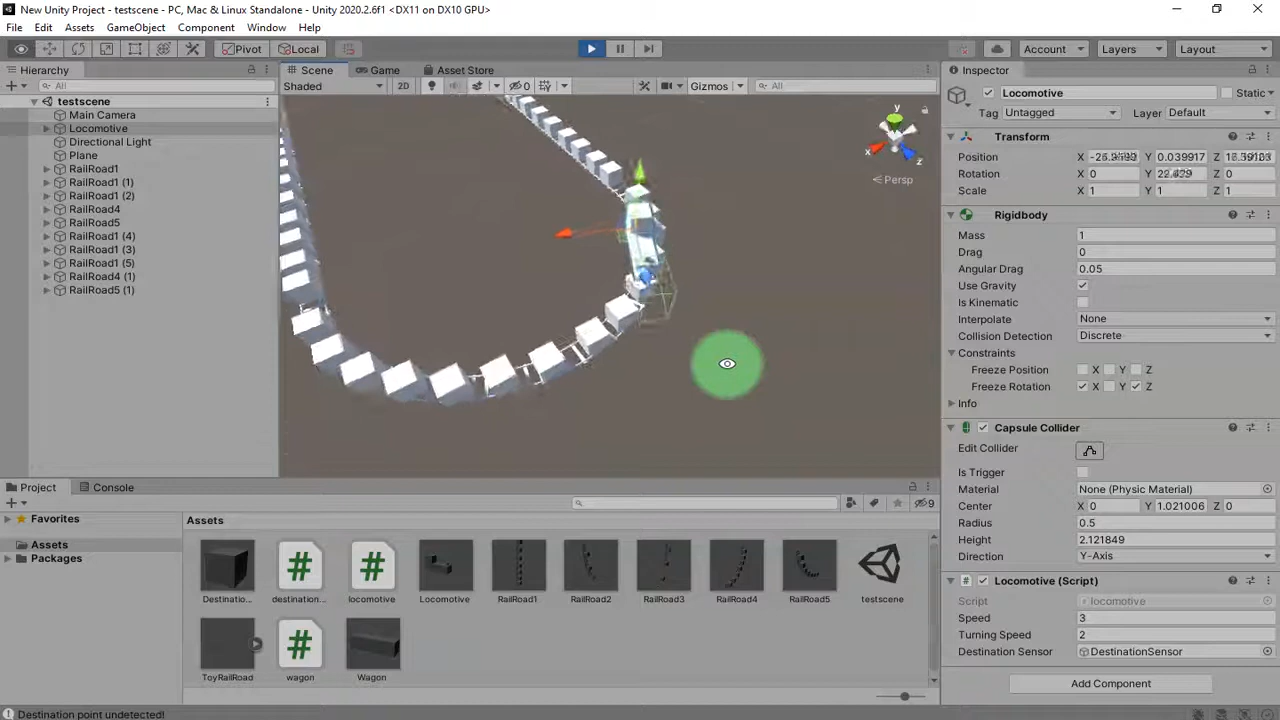 New Unity Project - testscene - PC, Mac & Linux Standalone - Unity 2020.2.6f1 <DX11 on DX10 GPU>
File Edit Assets GameObject Component Window Help
Pivot Local Account Layers Layout
Hierarchy
All
testscene
Main Camera
Locomotive
Directional Light
Plane
RailRoad1
RailRoad1 (1)
RailRoad1 (2)
RailRoad4
RailRoad5
RailRoad1 (4)
RailRoad1 (3)
RailRoad1 (5)
RailRoad4 (1)
RailRoad5 (1)
Scene Game Asset Store
Shaded 2D 0 Gizmos All
y
x
z
Persp
Inspector
Locomotive Static
Tag Untagged Layer Default
Transform
Position X Y 0.039917 Z
Rotation X 0 Y Z 0
Scale X 1 Y 1 Z 1
Rigidbody
Mass 1
Drag 0
Angular Drag 0.05
Use Gravity
Is Kinematic
Interpolate None
Collision Detection Discrete
Constraints
Freeze Position X Y Z
Freeze Rotation X Y Z
Info
Capsule Collider
Edit Collider
Is Trigger
Material None (Physic Material)
Center X 0 Y 1.021006 Z 0
Radius 0.5
Height 2.121849
Direction Y-Axis
Locomotive (Script)
Script locomotive
Speed 3
Turning Speed 2
Destination Sensor DestinationSensor
Add Component
Project Console
9
Favorites
Assets
Packages
Assets
Destinatio... destination... locomotive Locomotive RailRoad1 RailRoad2 RailRoad3 RailRoad4 RailRoad5 testscene
ToyRailRoad wagon Wagon
Destination point undetected!